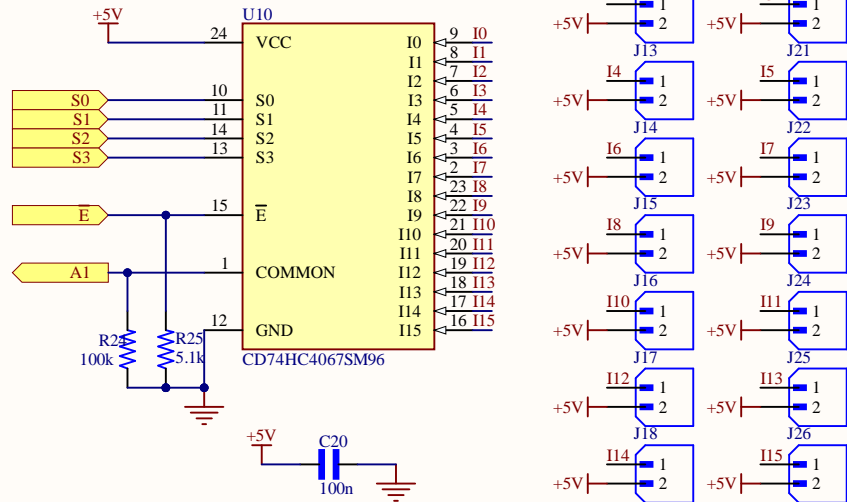 +5V
U10
24 VCC I0 9 I0
I1 8 I1
I2 7 I2
10 S0 S0 I3 6 I3
11 S1 S1 I4 5 I4
14 S2 S2 I5 4 I5
13 S3 S3 I6 3 I6
I7 2 I7
I8 23 I8
E 15 E I9 22 I9
I10 21 I10
I11 20 I11
A1 1 COMMON I12 19 I12
I13 18 I13
I14 17 I14
12 GND I15 16 I15
R24 100k
R25 5.1k
CD74HC4067SM96
+5V
C20
100n
1
+5V 2
J13
I4 1
+5V 2
J14
I6 1
+5V 2
J15
I8 1
+5V 2
J16
I10 1
+5V 2
J17
I12 1
+5V 2
J18
I14 1
+5V 2
1
+5V 2
J21
I5 1
+5V 2
J22
I7 1
+5V 2
J23
I9 1
+5V 2
J24
I11 1
+5V 2
J25
I13 1
+5V 2
J26
I15 1
+5V 2